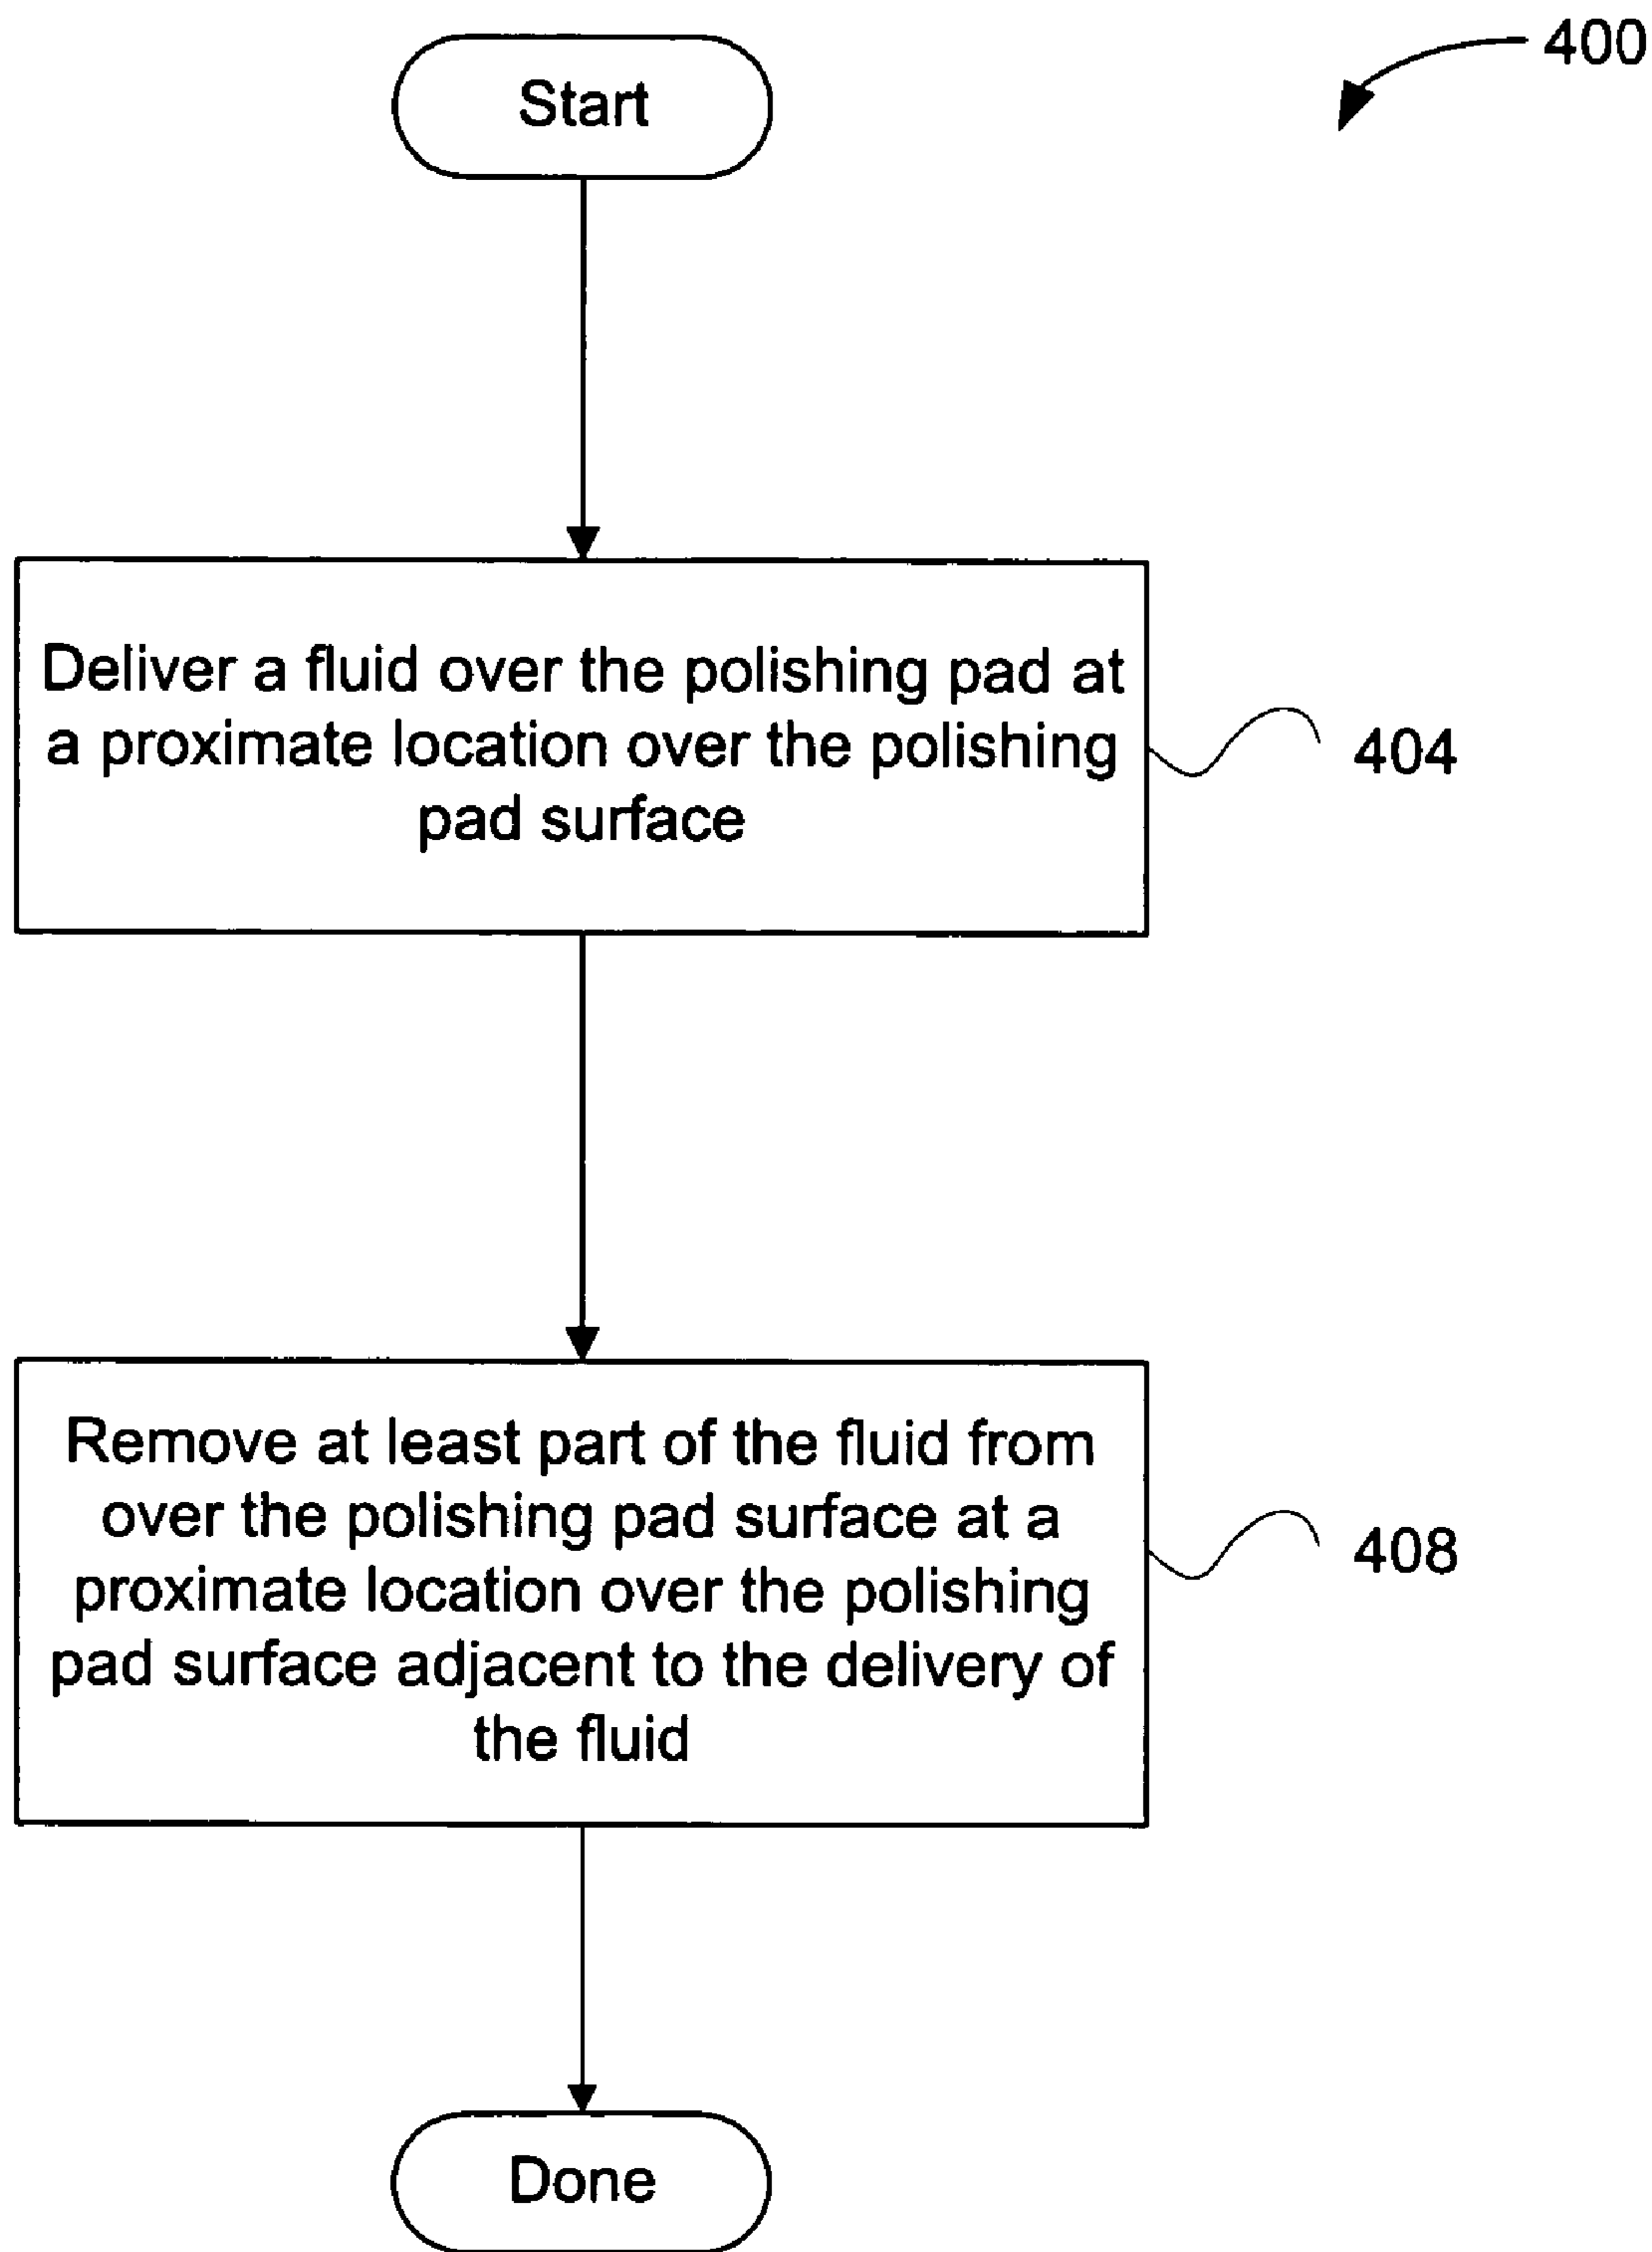 400
Start
Deliver a fluid over the polishing pad at
a proximate location over the polishing
pad surface
404
Remove at least part of the fluid from
over the polishing pad surface at a
proximate location over the polishing
pad surface adjacent to the delivery of
the fluid
408
Done